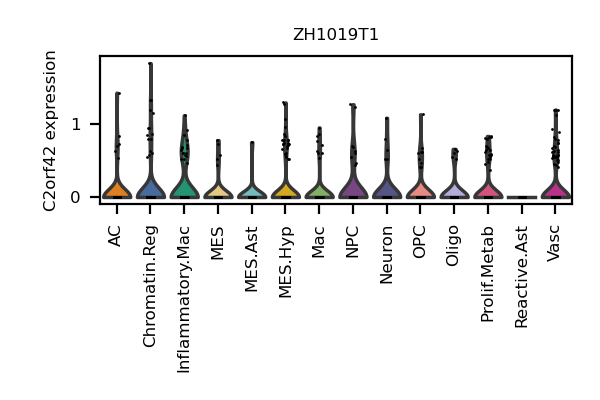 ZH1019T1
C2orf42 expression
1
0
AC
Chromatin.Reg
Inflammatory.Mac
MES
MES.Ast
MES.Hyp
Mac
NPC
Neuron
OPC
Oligo
Prolif.Metab
Reactive.Ast
Vasc